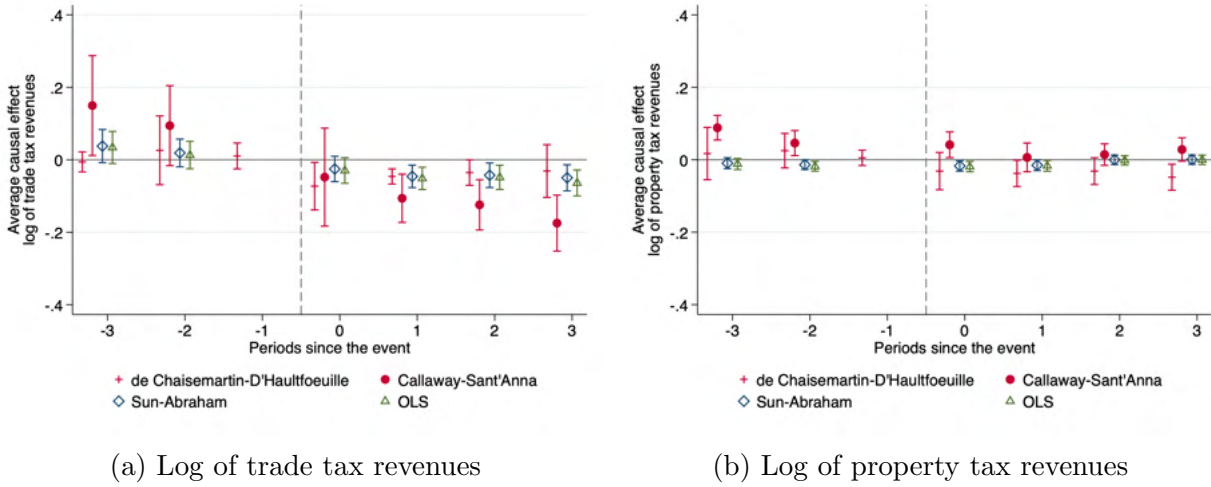 Average causal effect
log of trade tax revenues
.4
.2
0
-.2
-.4
-3
-2
-1
0
1
2
3
Periods since the event
de Chaisemartin-D'Haultfoeuille
Callaway-Sant'Anna
Sun-Abraham
OLS
(a) Log of trade tax revenues
Average causal effect
log of property tax revenues
.4
.2
0
-.2
-.4
-3
-2
-1
0
1
2
3
Periods since the event
de Chaisemartin-D'Haultfoeuille
Callaway-Sant'Anna
Sun-Abraham
OLS
(b) Log of property tax revenues